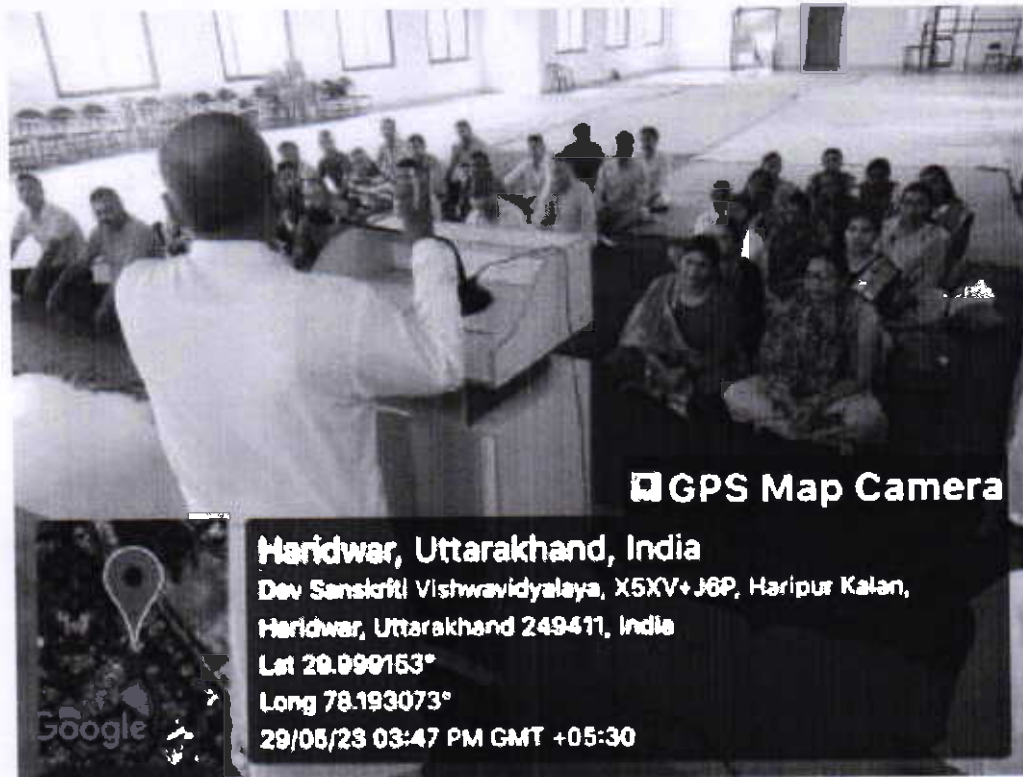 GPS Map Camera
Haridwar, Uttarakhand, India
Dev Sanskriti Vishwavidyalaya, X5XV+J6P, Haripur Kalan,
Haridwar, Uttarakhand 249411, India
Lat 29.999153°
Long 78.193073°
29/05/23 03:47 PM GMT +05:30
Google